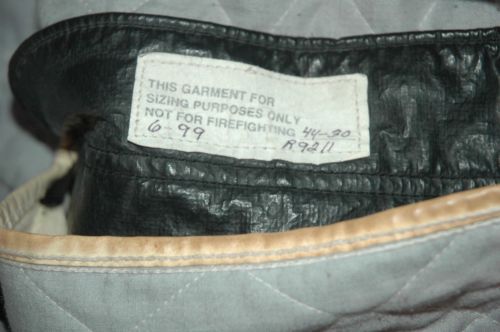 THIS GARMENT FOR
SIZING PURPOSES ONLY
NOT FOR FIREFIGHTING 44-30
6-99 R9211